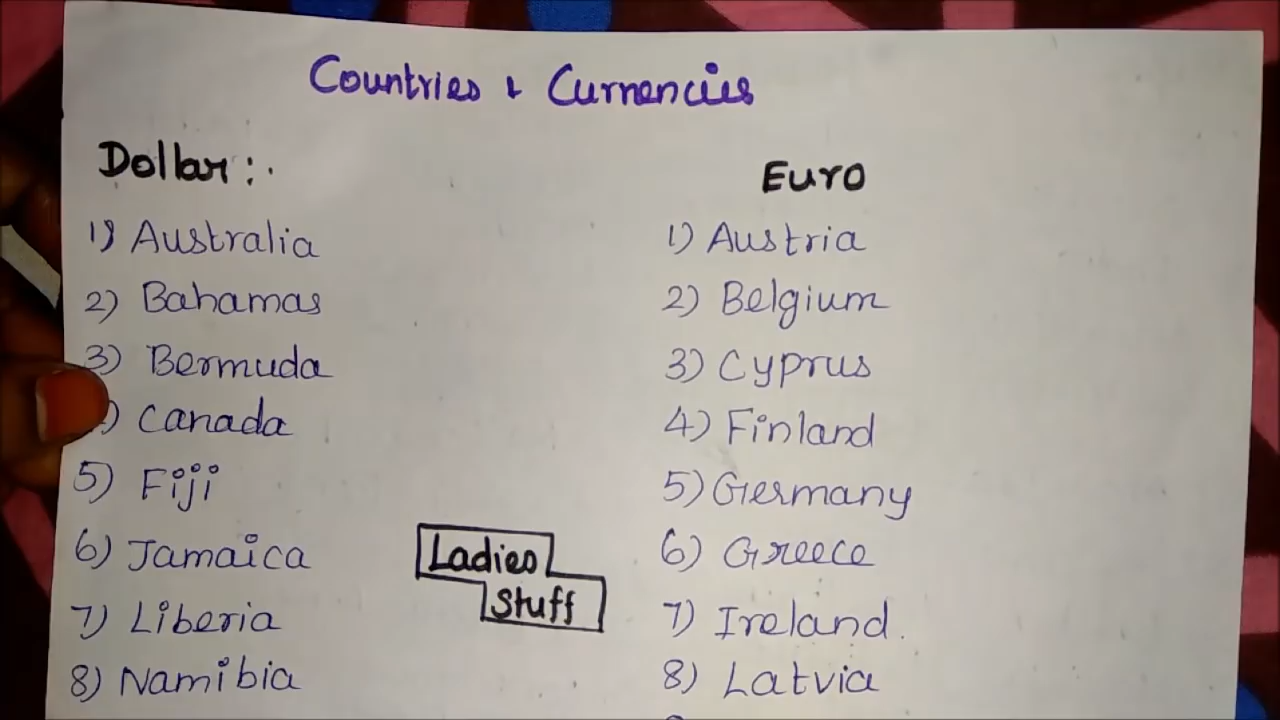 Countries & Currencies
Dollar :.
1) Australia
2) Bahamas
3) Bermuda
) Canada
5) Fiji
6) Jamaica
7) Liberia
8) Namibia
Ladies
Stuff
Euro
1) Austria
2) Belgium
3) Cyprus
4) Finland
5) Germany
6) Greece
7) Ireland.
8) Latvia